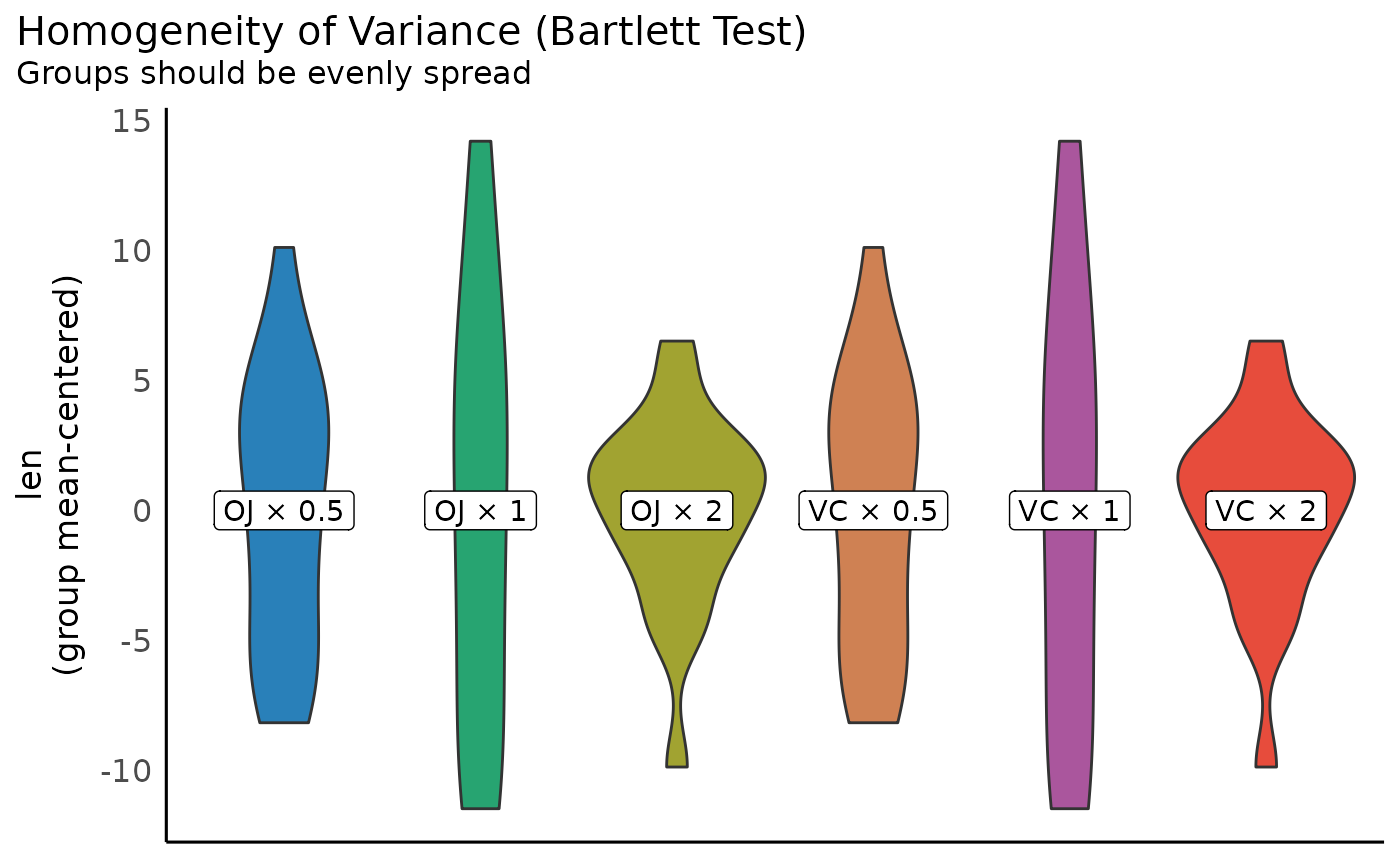 Homogeneity of Variance (Bartlett Test)
Groups should be evenly spread
15
10
5
0
-5
-10
len
(group mean-centered)
OJ × 0.5
OJ × 1
OJ × 2
VC × 0.5
VC × 1
VC × 2